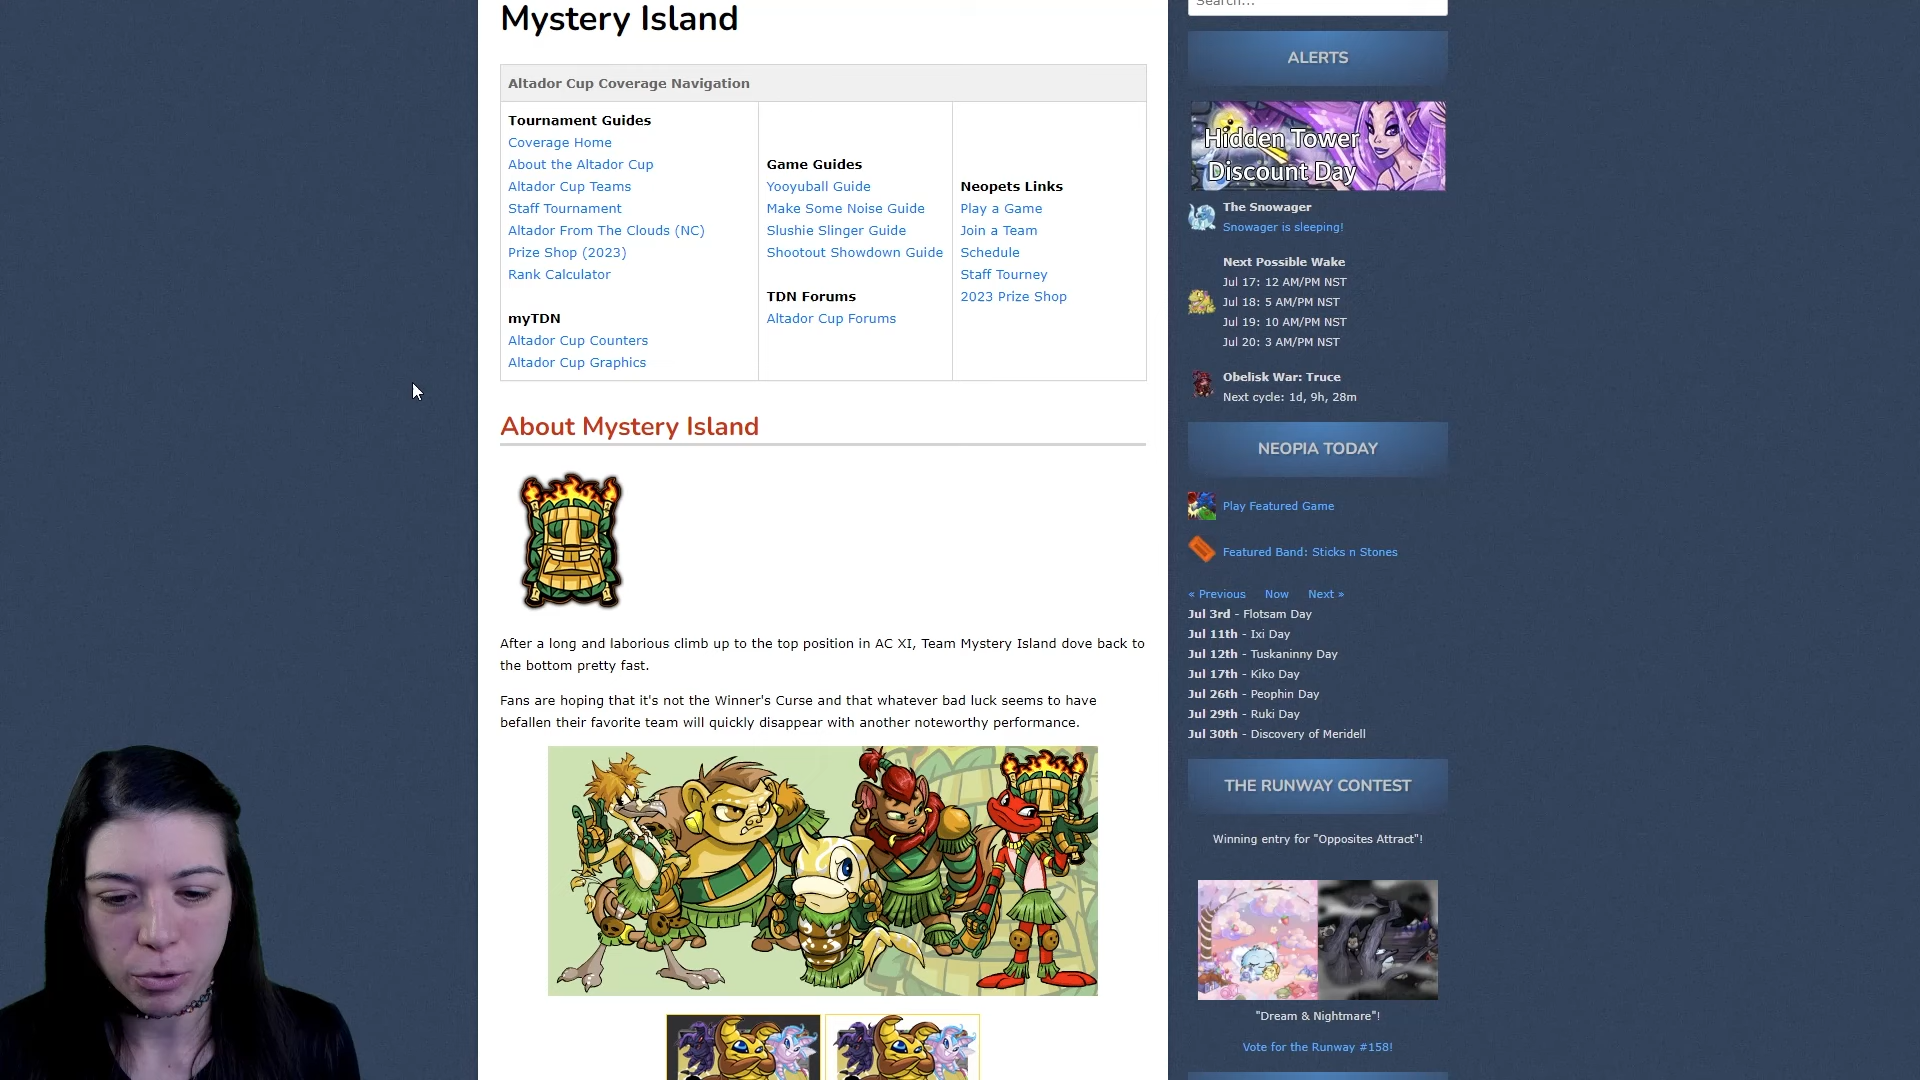 Mystery Island
Altador Cup Coverage Navigation
Tournament Guides
Coverage Home
About the Altador Cup
Altador Cup Teams
Staff Tournament
Altador From The Clouds (NC)
Prize Shop (2023)
Rank Calculator
myTDN
Altador Cup Counters
Altador Cup Graphics
Game Guides
Yooyuball Guide
Make Some Noise Guide
Slushie Slinger Guide
Shootout Showdown Guide
TDN Forums
Altador Cup Forums
Neopets Links
Play a Game
Join a Team
Schedule
Staff Tourney
2023 Prize Shop
About Mystery Island
After a long and laborious climb up to the top position in AC XI, Team Mystery Island dove back to
the bottom pretty fast.
Fans are hoping that it's not the Winner's Curse and that whatever bad luck seems to have
befallen their favorite team will quickly disappear with another noteworthy performance.
Search...
ALERTS
Hidden Tower
Discount Day
The Snowager
Snowager is sleeping!
Next Possible Wake
Jul 17: 12 AM/PM NST
Jul 18: 5 AM/PM NST
Jul 19: 10 AM/PM NST
Jul 20: 3 AM/PM NST
Obelisk War: Truce
Next cycle: 1d, 9h, 28m
NEOPIA TODAY
Play Featured Game
Featured Band: Sticks n Stones
« Previous Now Next »
Jul 3rd - Flotsam Day
Jul 11th - Ixi Day
Jul 12th - Tuskaninny Day
Jul 17th - Kiko Day
Jul 26th - Peophin Day
Jul 29th - Ruki Day
Jul 30th - Discovery of Meridell
THE RUNWAY CONTEST
Winning entry for "Opposites Attract"!
"Dream & Nightmare"!
Vote for the Runway #158!